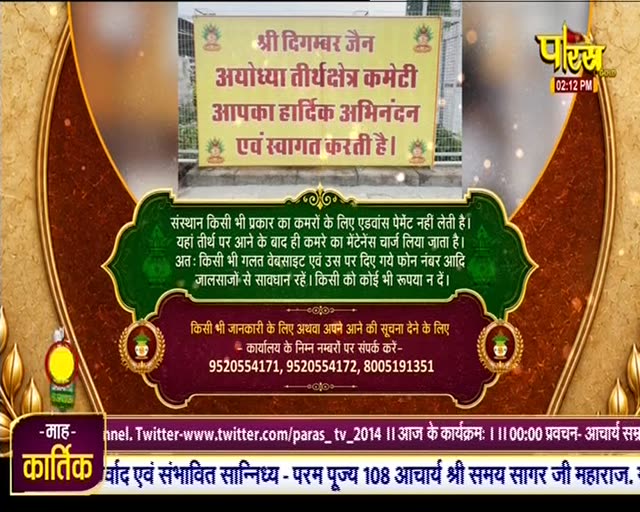 श्री दिगम्बर जैन
अयोध्या तीर्थक्षेत्र कमेटी
आपका हार्दिक अभिनंदन
एवं स्वागत करती है।
पारस
02:12 PM
संस्थान किसी भी प्रकार का कमरों के लिए एडवांस पेमेंट नहीं लेती है।
यहां तीर्थ पर आने के बाद ही कमरे का मेंटेनेंस चार्ज लिया जाता है।
अतः किसी भी गलत वेबसाइट एवं उस पर दिए गये फोन नंबर आदि
जालसाजों से सावधान रहें। किसी को कोई भी रूपया न दें।
किसी भी जानकारी के लिए अथवा अपने आने की सूचना देने के लिए
- कार्यालय के निम्न नम्बरों पर संपर्क करें-
9520554171, 9520554172, 8005191351
-माह-
कार्तिक
nnel. Twitter-www.twitter.com/paras_tv_2014 ।। आज के कार्यक्रमः । ।। 00:00 प्रवचन- आचार्य सम्र
र्वाद एवं संभावित सान्निध्य - परम पूज्य 108 आचार्य श्री समय सागर जी महाराज.